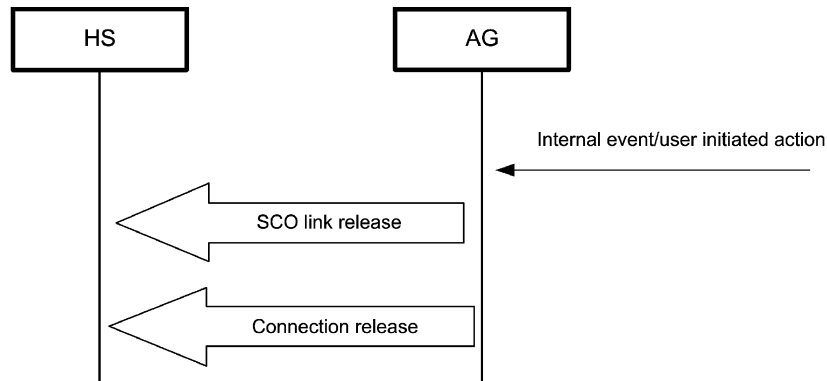 HS
AG
Internal event/user initiated action
SCO link release
Connection release